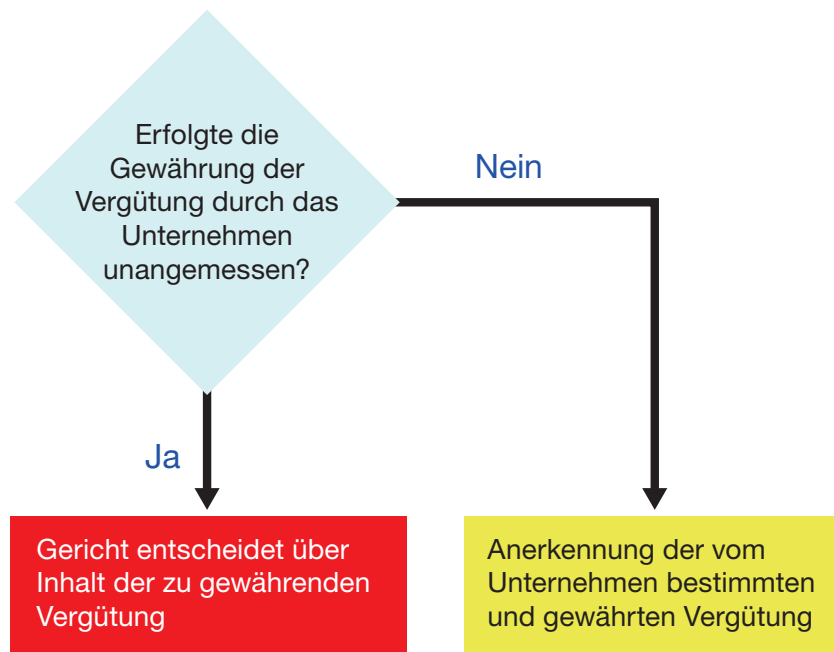 Erfolgte die
Gewährung der
Vergütung durch das
Unternehmen
unangemessen?
Nein
Ja
Gericht entscheidet über
Inhalt der zu gewährenden
Vergütung
Anerkennung der vom
Unternehmen bestimmten
und gewährten Vergütung